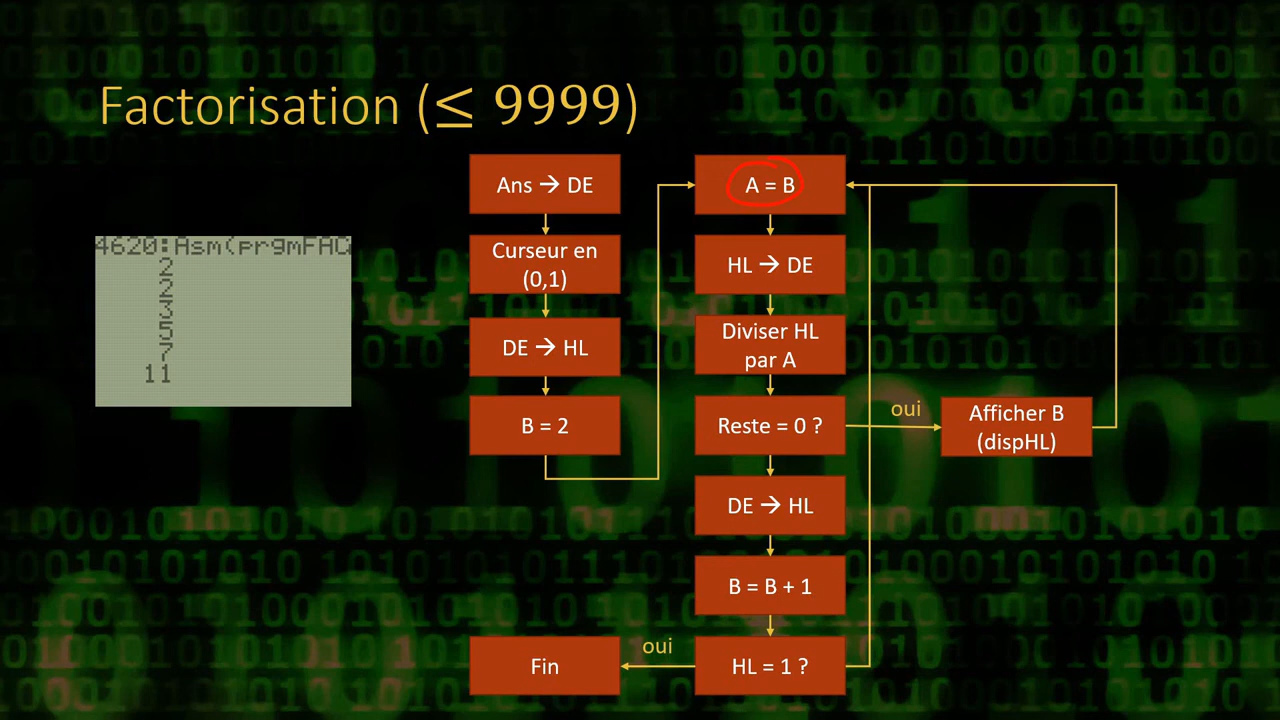 Factorisation (≤ 9999)
4620:Asm(prgmFAC
2
2
3
5
7
11
Ans → DE
Curseur en
(0,1)
DE → HL
B = 2
A = B
HL → DE
Diviser HL
par A
Reste = 0 ?
oui
Afficher B
(dispHL)
DE → HL
B = B + 1
HL = 1 ?
oui
Fin